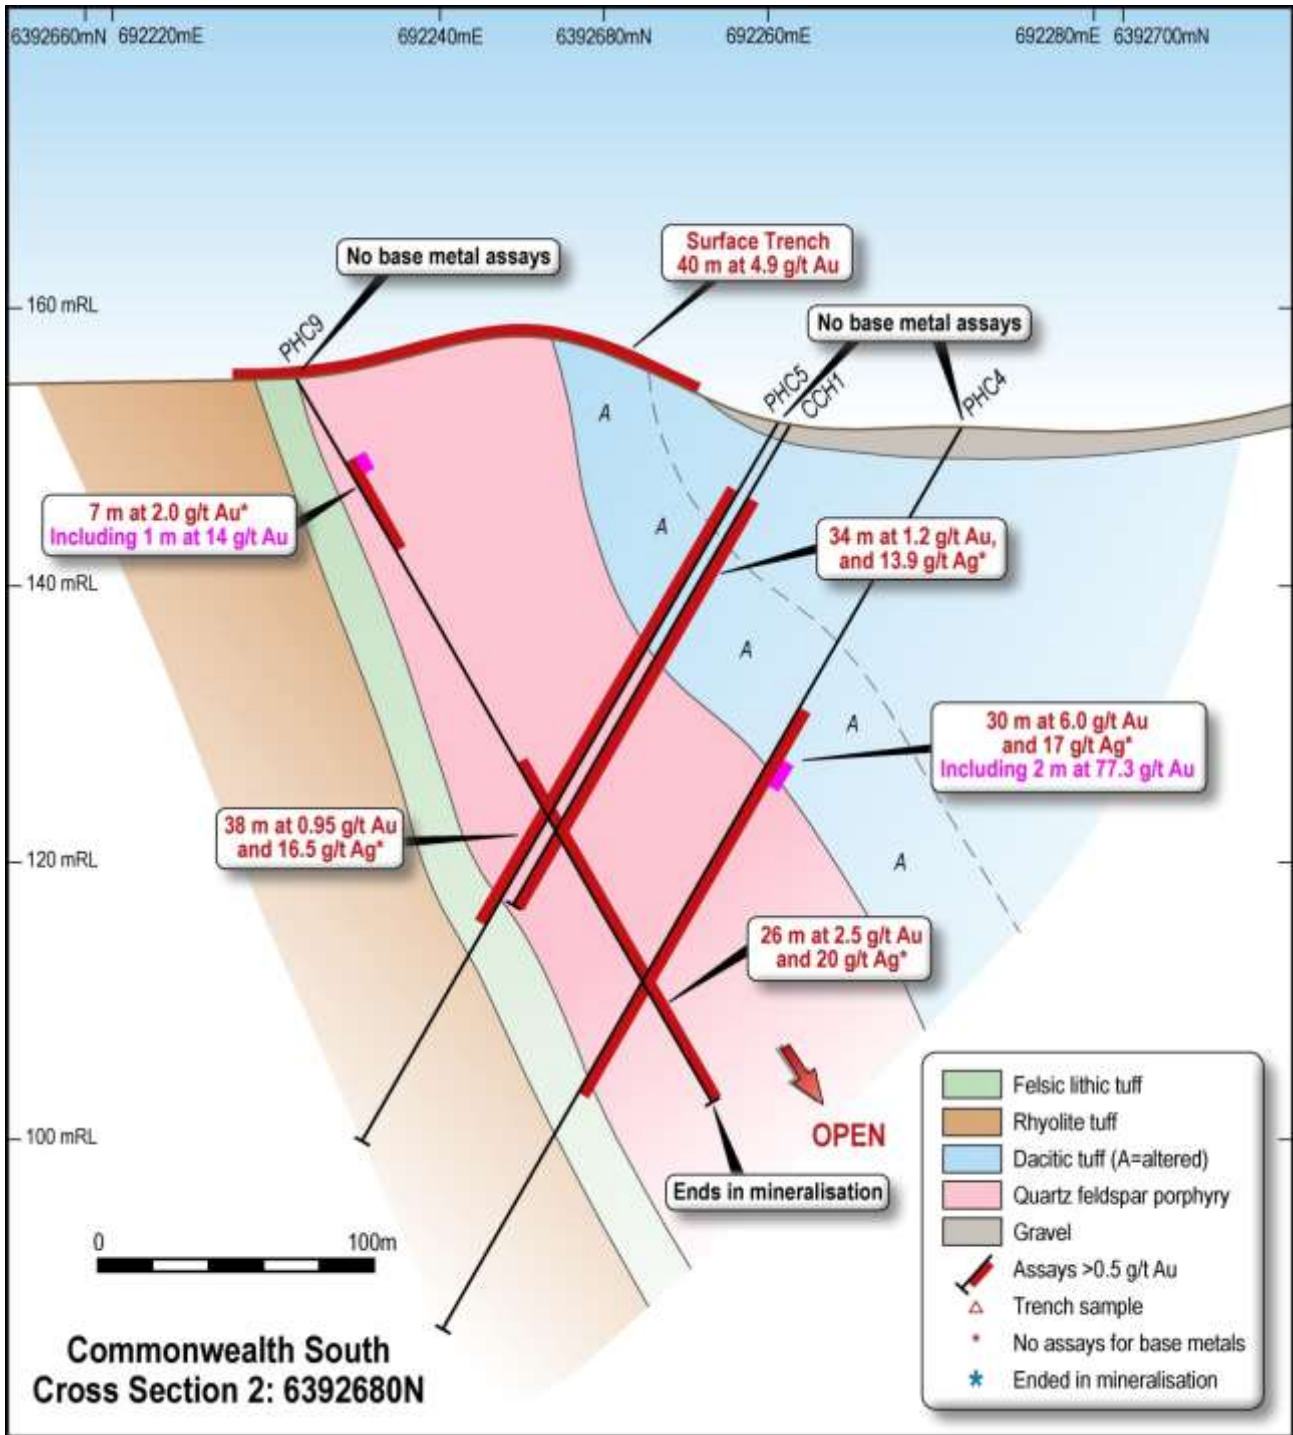 6392660mN 692220mE 692240mE 6392680mN 692260mE 692280mE 6392700mN
No base metal assays
Surface Trench
40 m at 4.9 g/t Au
160 mRL
No base metal assays
PHC9
PHC5
CCH1
PHC4
A
7 m at 2.0 g/t Au*
Including 1 m at 14 g/t Au
A
34 m at 1.2 g/t Au,
and 13.9 g/t Ag*
140 mRL
A
A
30 m at 6.0 g/t Au
and 17 g/t Ag*
Including 2 m at 77.3 g/t Au
38 m at 0.95 g/t Au
and 16.5 g/t Ag*
120 mRL
A
26 m at 2.5 g/t Au
and 20 g/t Ag*
100 mRL
OPEN
Ends in mineralisation
0 100m
Commonwealth South
Cross Section 2: 6392680N
Felsic lithic tuff
Rhyolite tuff
Dacitic tuff (A=altered)
Quartz feldspar porphyry
Gravel
Assays >0.5 g/t Au
Trench sample
* No assays for base metals
* Ended in mineralisation